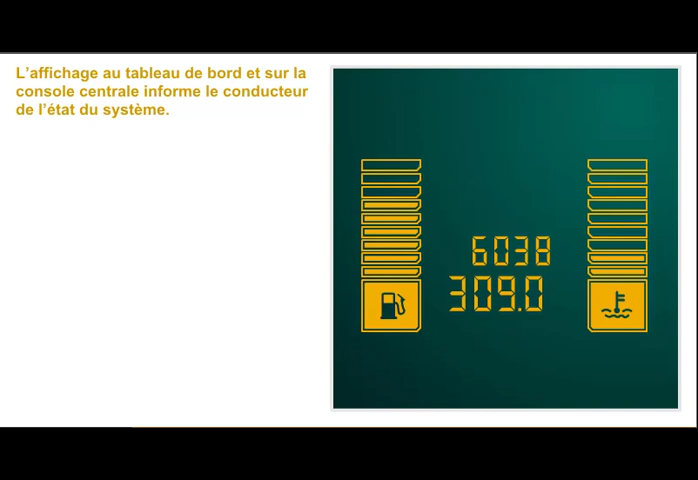 L’affichage au tableau de bord et sur la
console centrale informe le conducteur
de l’état du système.
6038
309.0